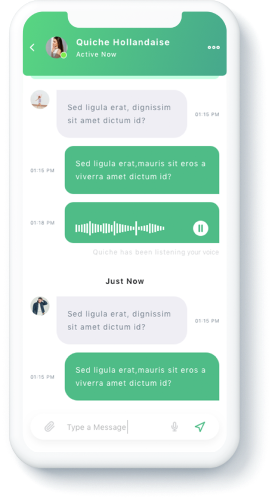 Quiche Hollandaise
Active Now
Sed ligula erat, dignissim
sit amet dictum id?
01:15 PM
Sed ligula erat,mauris sit eros a
viverra amet dictum id?
01:15 PM
01:18 PM
Quiche has been listening your voice
Just Now
Sed ligula erat, dignissim
sit amet dictum id?
01:15 PM
Sed ligula erat,mauris sit eros a
viverra amet dictum id?
01:15 PM
Type a Message